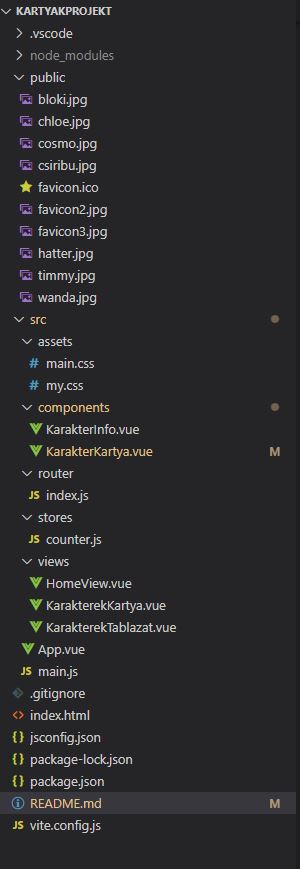 KARTYAKPROJEKT
.vscode
node_modules
public
bloki.jpg
chloe.jpg
cosmo.jpg
csiribu.jpg
favicon.ico
favicon2.jpg
favicon3.jpg
hatter.jpg
timmy.jpg
wanda.jpg
src
assets
# main.css
# my.css
components
KarakterInfo.vue
KarakterKartya.vue M
router
JS index.js
stores
JS counter.js
views
HomeView.vue
KarakterekKartya.vue
KarakterekTablazat.vue
App.vue
JS main.js
.gitignore
<> index.html
{} jsconfig.json
{} package-lock.json
{} package.json
README.md M
JS vite.config.js